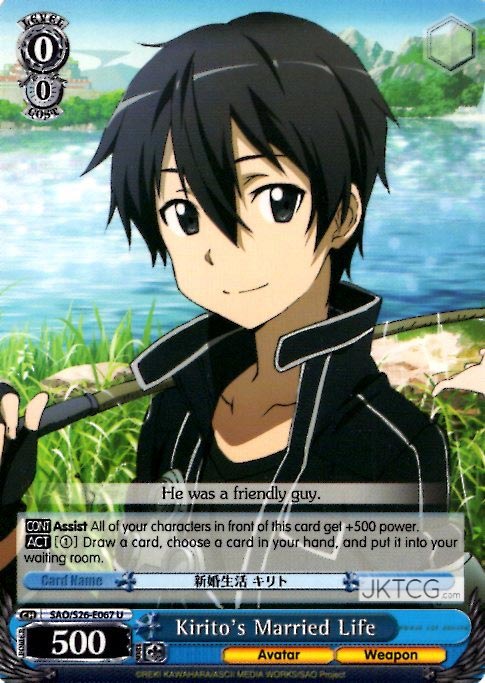 LEVEL
0
0
COST
He was a friendly guy.
CONT Assist All of your characters in front of this card get +500 power.
ACT [①] Draw a card, choose a card in your hand, and put it into your
waiting room.
Card Name 新婚生活 キリト
JKTCG.com
CH SAO/S26-E067 U
POWER 500
Kirito's Married Life
Avatar Weapon
©REKI KAWAHARA/ASCII MEDIA WORKS/SAO Project